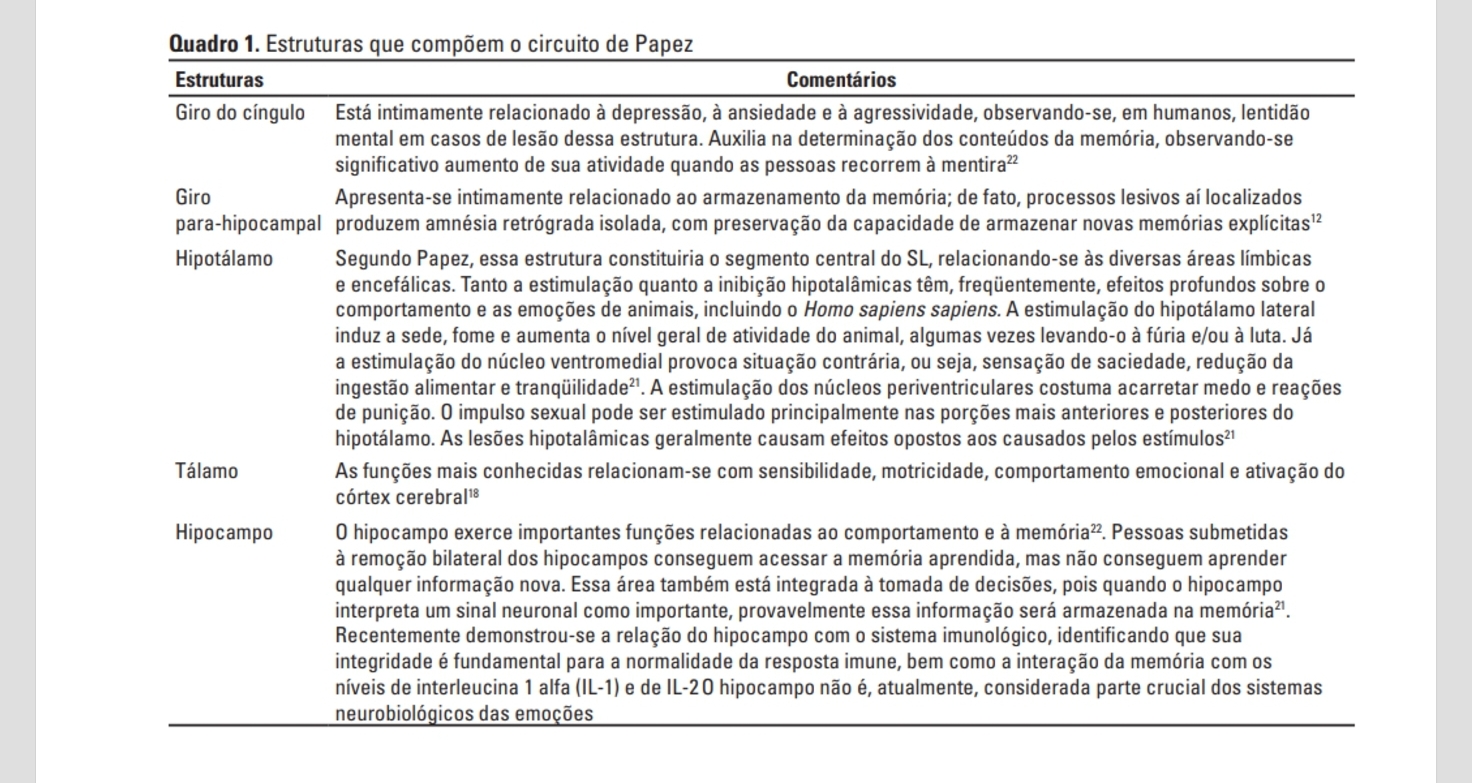 Quadro 1. Estruturas que compõem o circuito de Papez
Estruturas Comentários
Giro do cíngulo Está intimamente relacionado à depressão, à ansiedade e à agressividade, observando-se, em humanos, lentidão
mental em casos de lesão dessa estrutura. Auxilia na determinação dos conteúdos da memória, observando-se
significativo aumento de sua atividade quando as pessoas recorrem à mentira²²
Giro Apresenta-se intimamente relacionado ao armazenamento da memória; de fato, processos lesivos aí localizados
para-hipocampal produzem amnésia retrógrada isolada, com preservação da capacidade de armazenar novas memórias explícitas¹²
Hipotálamo Segundo Papez, essa estrutura constituiria o segmento central do SL, relacionando-se às diversas áreas límbicas
e encefálicas. Tanto a estimulação quanto a inibição hipotalâmicas têm, freqüentemente, efeitos profundos sobre o
comportamento e as emoções de animais, incluindo o Homo sapiens sapiens. A estimulação do hipotálamo lateral
induz a sede, fome e aumenta o nível geral de atividade do animal, algumas vezes levando-o à fúria e/ou à luta. Já
a estimulação do núcleo ventromedial provoca situação contrária, ou seja, sensação de saciedade, redução da
ingestão alimentar e tranqüilidade²¹. A estimulação dos núcleos periventriculares costuma acarretar medo e reações
de punição. O impulso sexual pode ser estimulado principalmente nas porções mais anteriores e posteriores do
hipotálamo. As lesões hipotalâmicas geralmente causam efeitos opostos aos causados pelos estímulos²¹
Tálamo As funções mais conhecidas relacionam-se com sensibilidade, motricidade, comportamento emocional e ativação do
córtex cerebral¹⁸
Hipocampo O hipocampo exerce importantes funções relacionadas ao comportamento e à memória²². Pessoas submetidas
à remoção bilateral dos hipocampos conseguem acessar a memória aprendida, mas não conseguem aprender
qualquer informação nova. Essa área também está integrada à tomada de decisões, pois quando o hipocampo
interpreta um sinal neuronal como importante, provavelmente essa informação será armazenada na memória²¹.
Recentemente demonstrou-se a relação do hipocampo com o sistema imunológico, identificando que sua
integridade é fundamental para a normalidade da resposta imune, bem como a interação da memória com os
níveis de interleucina 1 alfa (IL-1) e de IL-2 O hipocampo não é, atualmente, considerada parte crucial dos sistemas
neurobiológicos das emoções